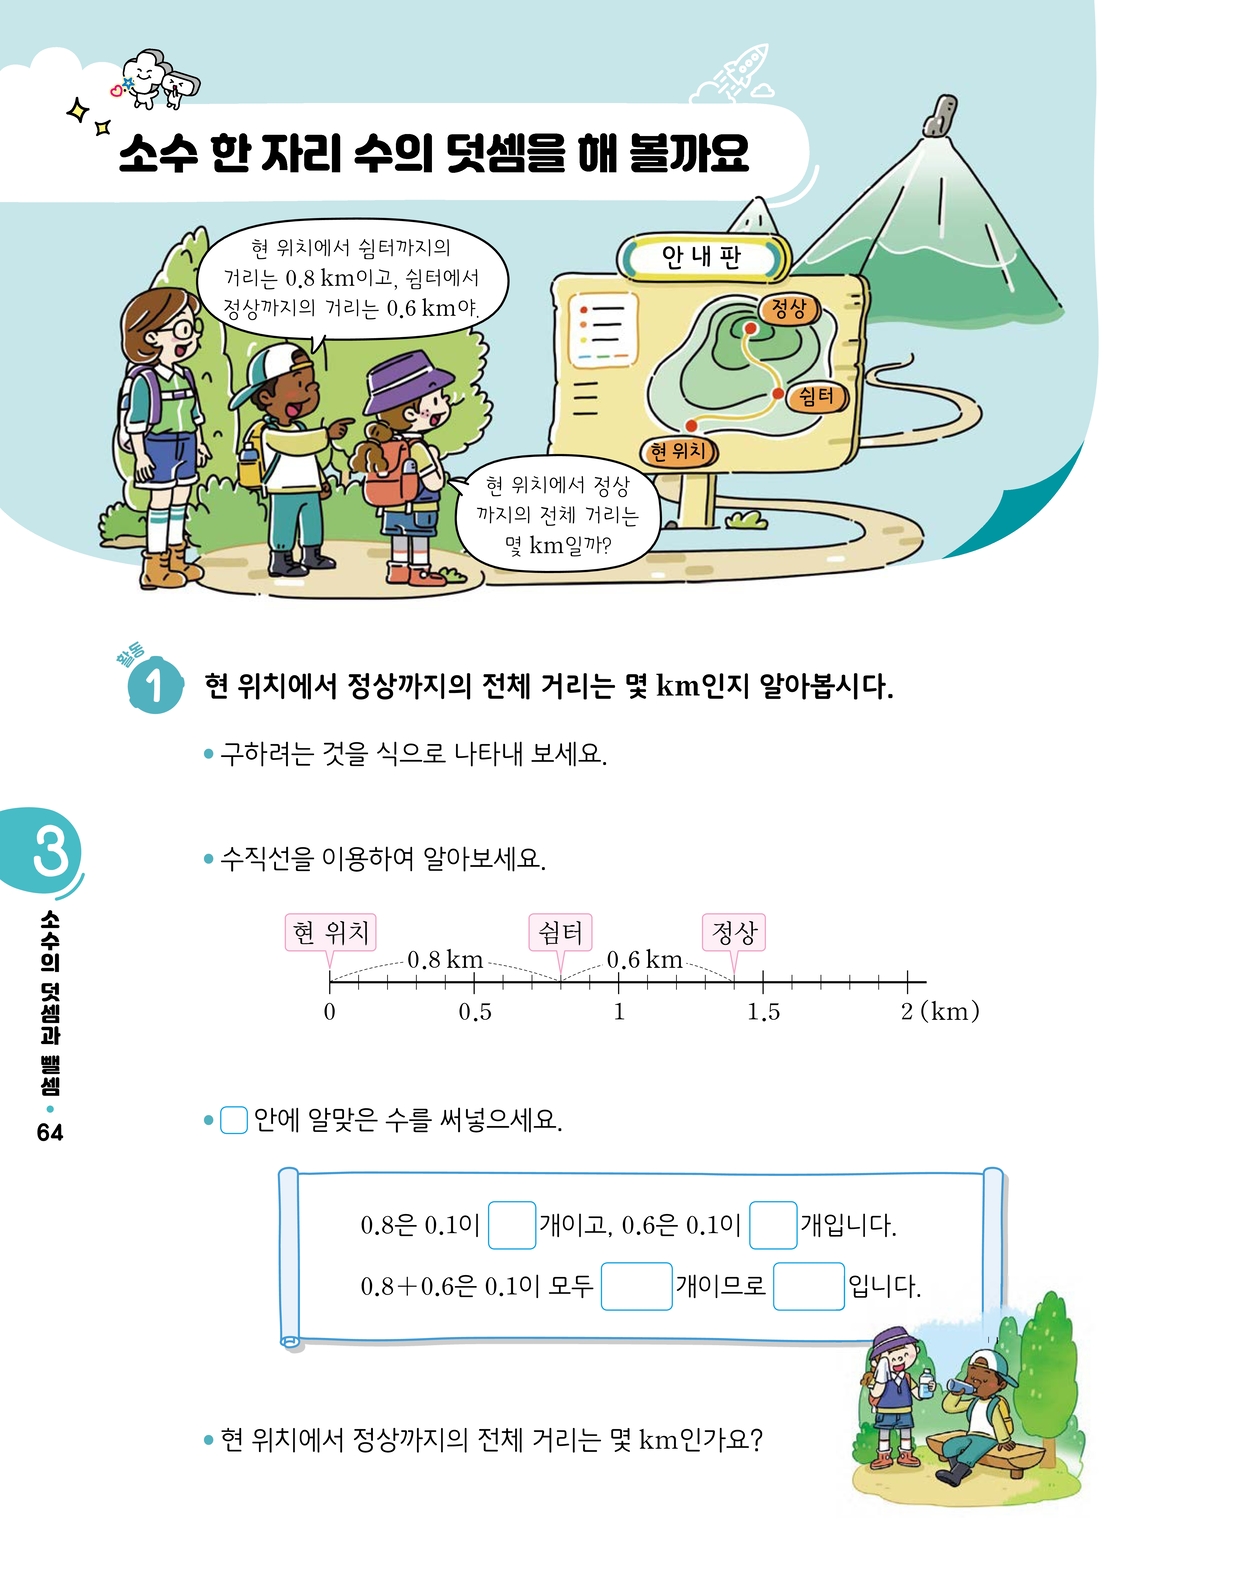 소수 한 자리 수의 덧셈을 해 볼까요
현 위치에서 쉼터까지의
거리는 0.8 km이고, 쉼터에서
정상까지의 거리는 0.6 km야.
안내판
정상
쉼터
현 위치
현 위치에서 정상
까지의 전체 거리는
몇 km일까?
활동
1 현 위치에서 정상까지의 전체 거리는 몇 km인지 알아봅시다.
• 구하려는 것을 식으로 나타내 보세요.
• 수직선을 이용하여 알아보세요.
현 위치 쉼터 정상
0.8 km 0.6 km
0 0.5 1 1.5 2 (km)
• □ 안에 알맞은 수를 써넣으세요.
0.8은 0.1이 □개이고, 0.6은 0.1이 □개입니다.
0.8+0.6은 0.1이 모두 □개이므로 □입니다.
• 현 위치에서 정상까지의 전체 거리는 몇 km인가요?
3
소수의 덧셈과 뺄셈 •
64